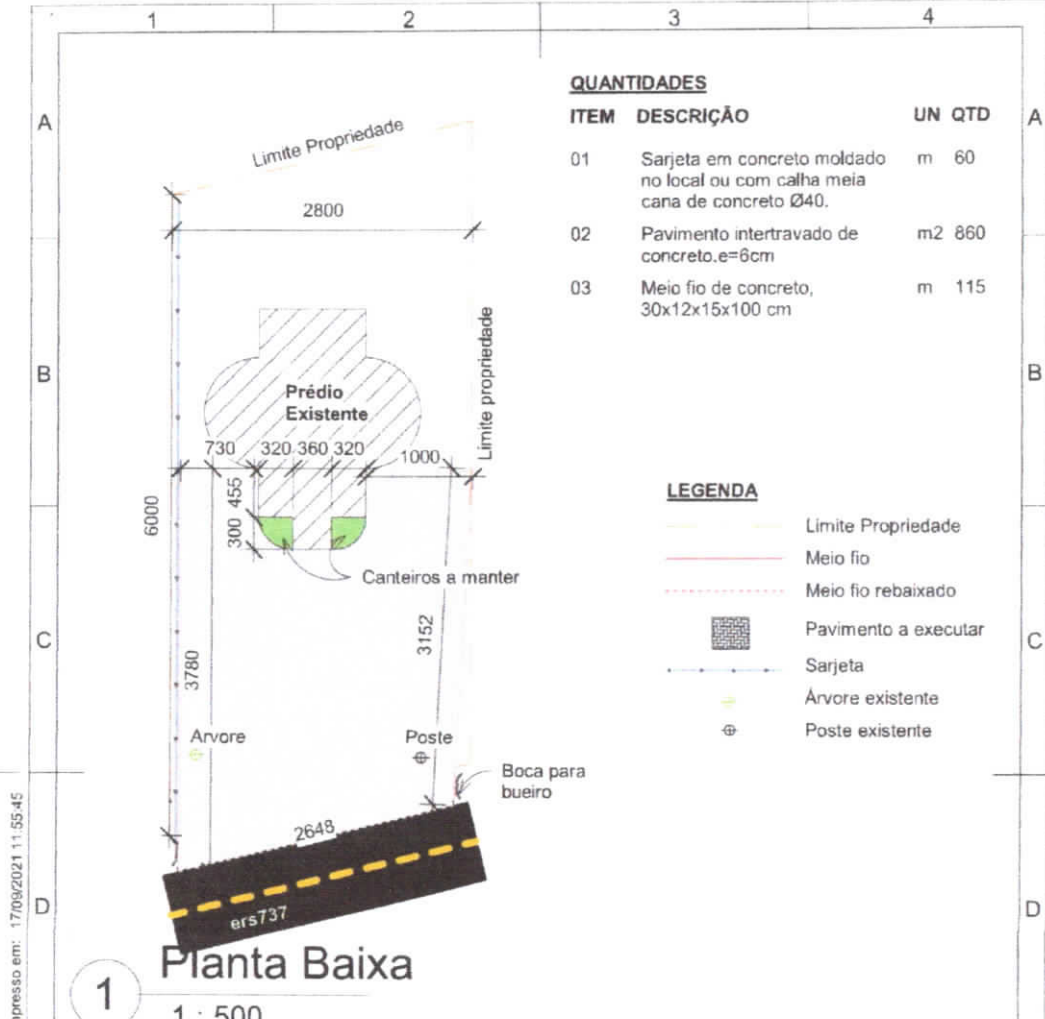 1 2 3 4
A A
B B
C C
D D
QUANTIDADES
ITEM DESCRIÇÃO UN QTD
01 Sarjeta em concreto moldado m 60
no local ou com calha meia
cana de concreto Ø40.
02 Pavimento intertravado de m2 860
concreto.e=6cm
03 Meio fio de concreto, m 115
30x12x15x100 cm
Limite Propriedade
2800
Limite propriedade
Prédio
Existente
730 320 360 320 1000
455
300
6000
Canteiros a manter
3780
3152
Arvore
Poste
Boca para
bueiro
2648
ers737
LEGENDA
Limite Propriedade
Meio fio
Meio fio rebaixado
Pavimento a executar
Sarjeta
Arvore existente
Poste existente
presso em: 17/09/2021 11:55:45
1 Planta Baixa
1 : 500